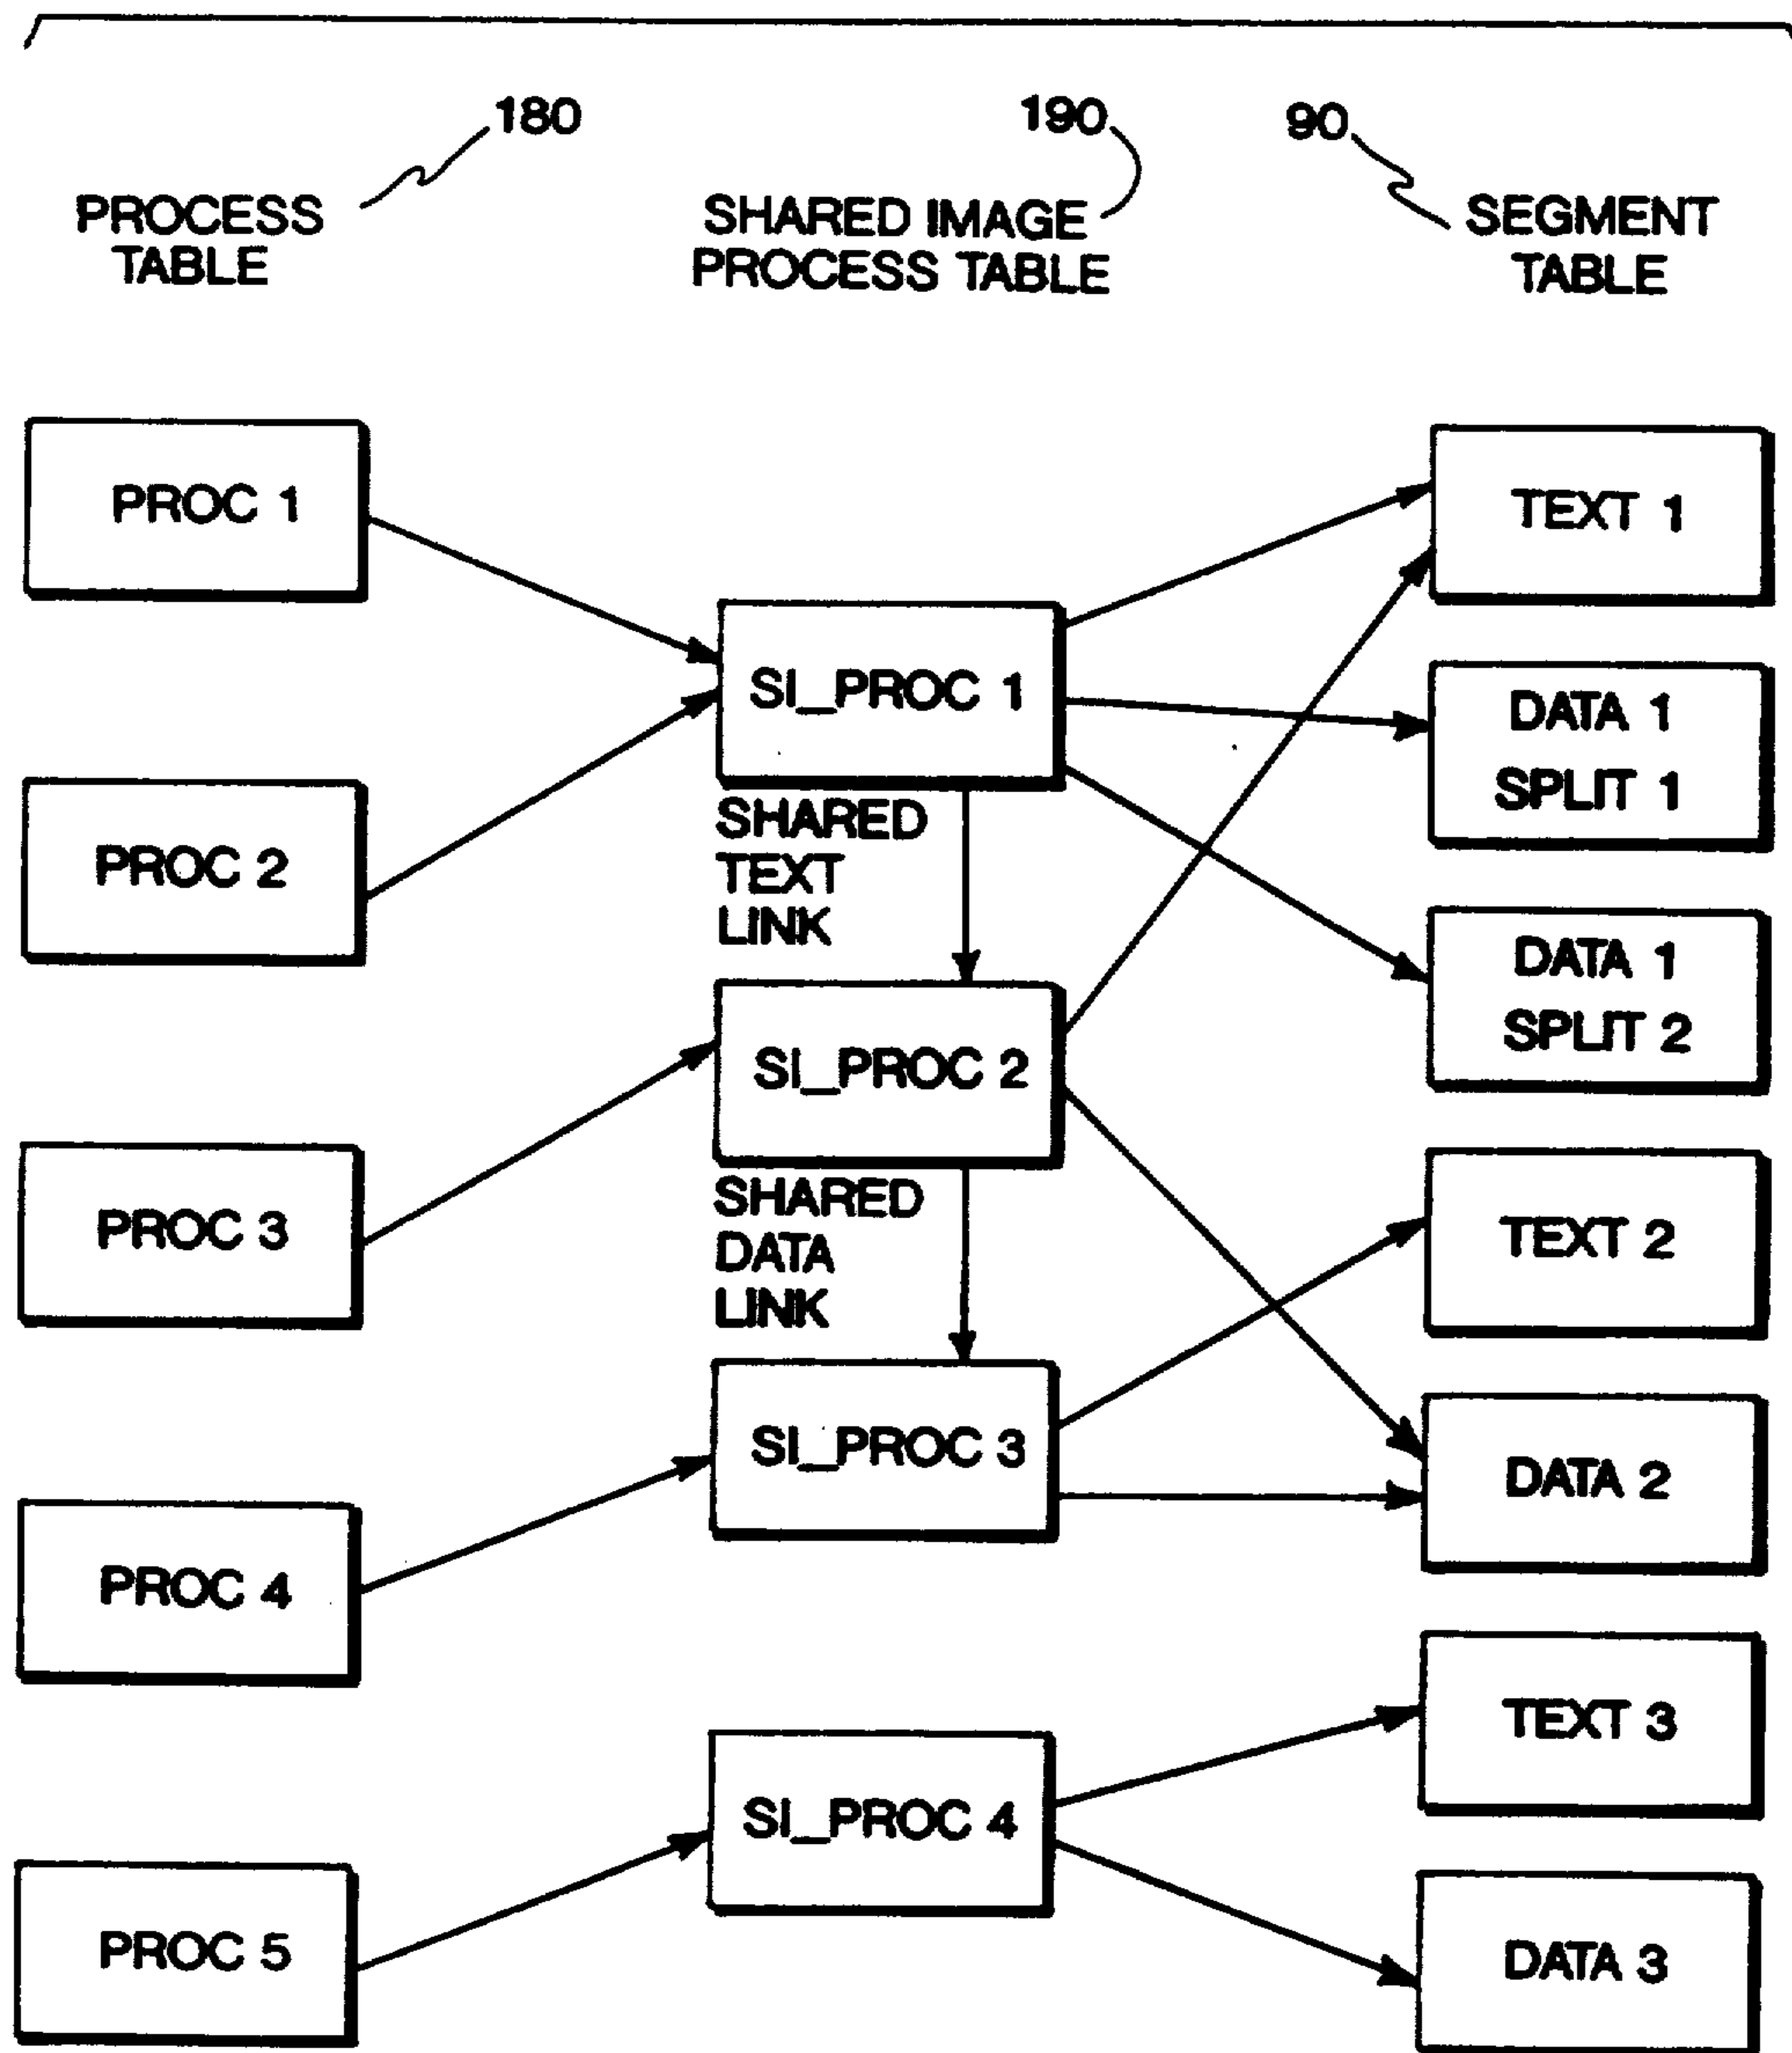 180
190
90
PROCESS
TABLE
SHARED IMAGE
PROCESS TABLE
SEGMENT
TABLE
PROC 1
PROC 2
PROC 3
PROC 4
PROC 5
SI_PROC 1
SHARED
TEXT
LINK
SI_PROC 2
SHARED
DATA
LINK
SI_PROC 3
SI_PROC 4
TEXT 1
DATA 1
SPLIT 1
DATA 1
SPLIT 2
TEXT 2
DATA 2
TEXT 3
DATA 3